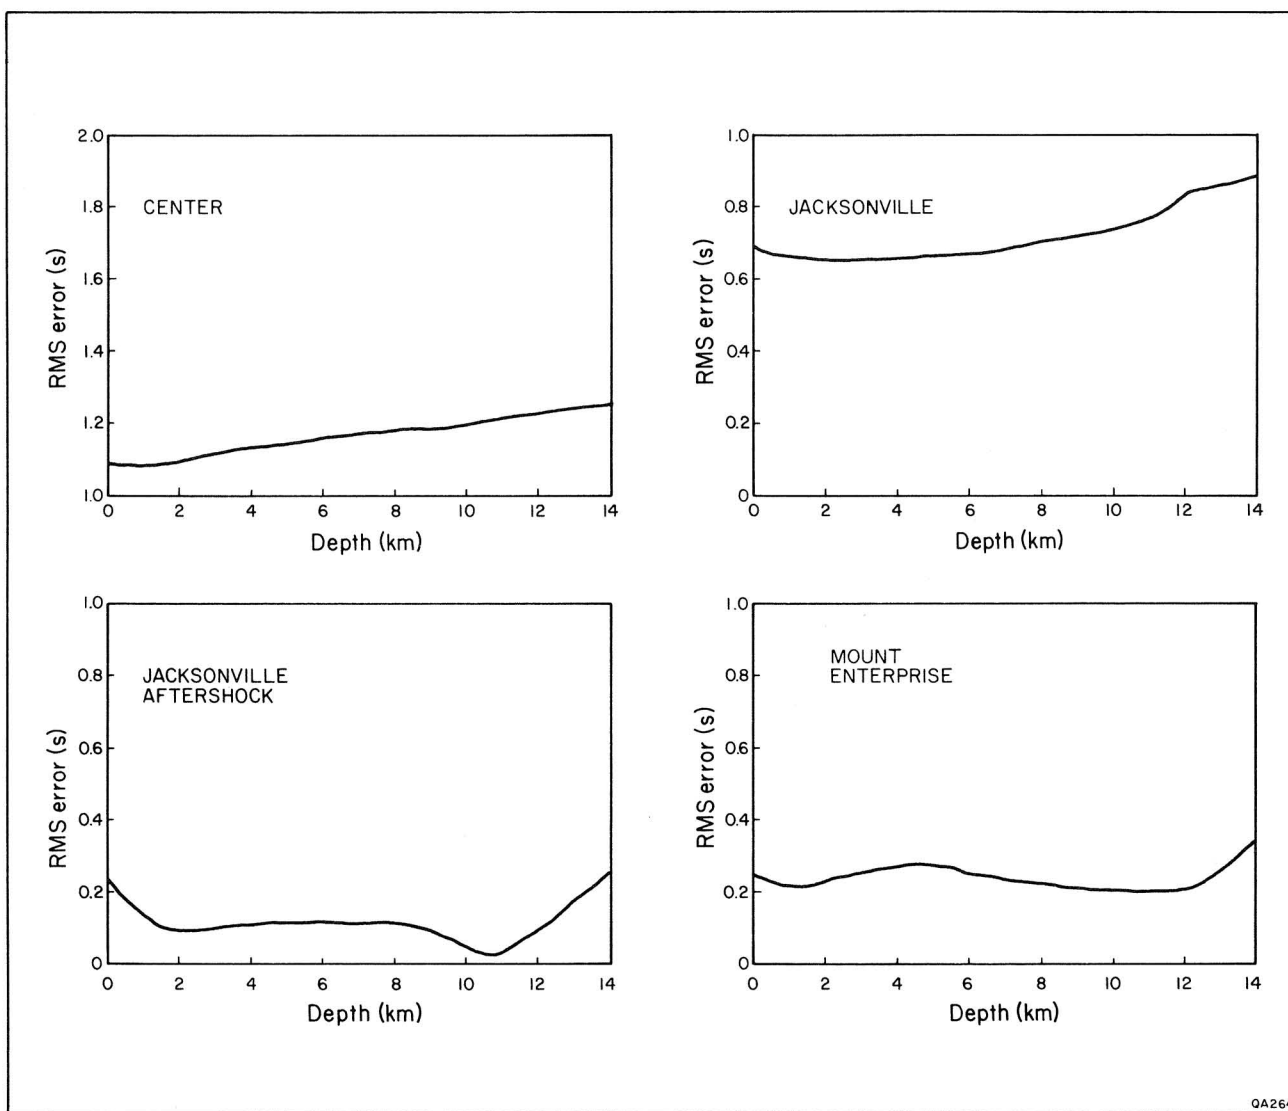 2.0
1.8
1.6
1.4
1.2
1.0
CENTER
RMS error (s)
0 2 4 6 8 10 12 14
Depth (km)
1.0
0.8
0.6
0.4
0.2
0
JACKSONVILLE
RMS error (s)
0 2 4 6 8 10 12 14
Depth (km)
1.0
0.8
0.6
0.4
0.2
0
JACKSONVILLE
AFTERSHOCK
RMS error (s)
0 2 4 6 8 10 12 14
Depth (km)
1.0
0.8
0.6
0.4
0.2
0
MOUNT
ENTERPRISE
RMS error (s)
0 2 4 6 8 10 12 14
Depth (km)